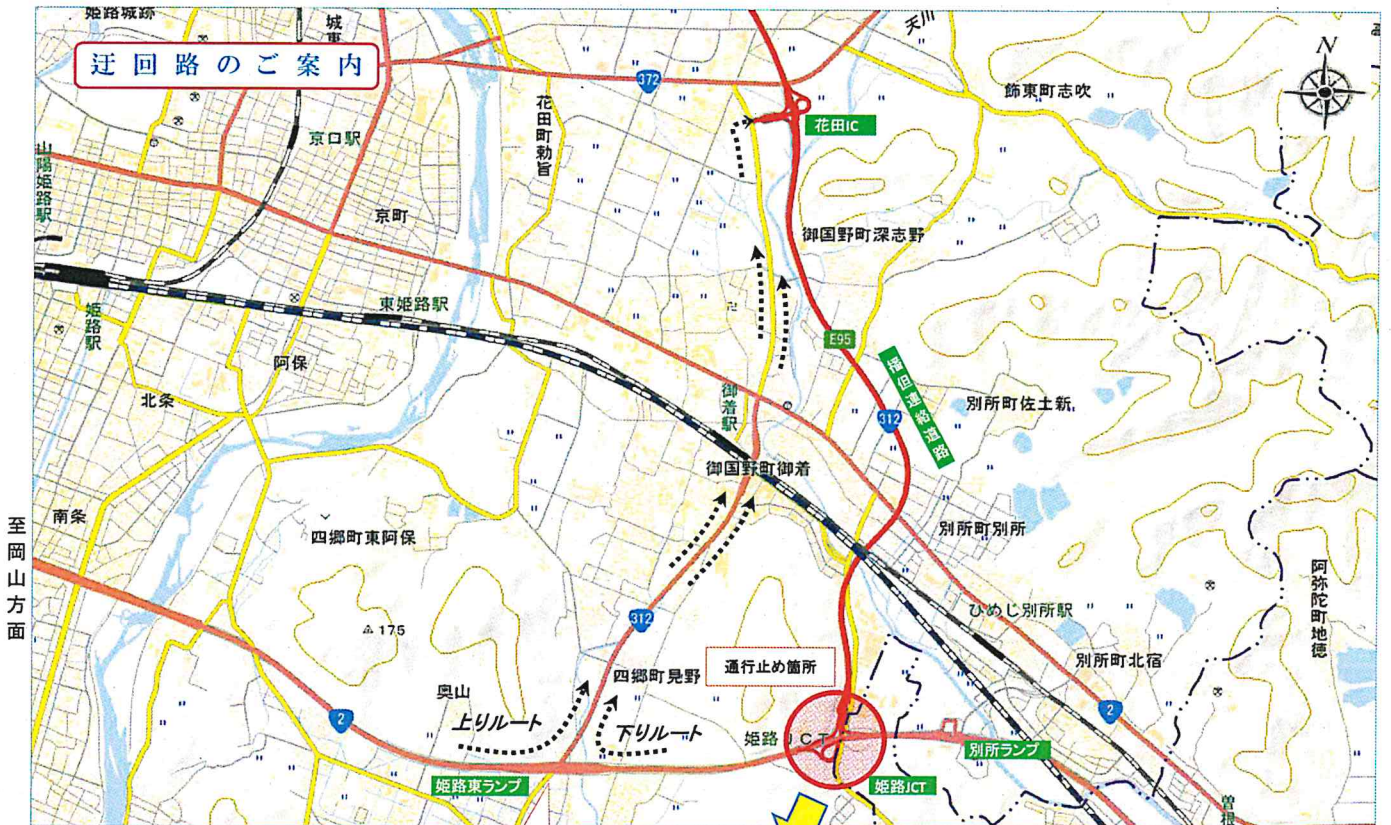 姫路城跡
城東
天川
N
迂回路のご案内
372
飾東町志吹
花田町勅旨
花田IC
京口駅
山陽姫路駅
京町
御国野町深志野
東姫路駅
姫路駅
E95
播但連絡道路
阿保
北条
御着駅
312
別所町佐土新
御国野町御着
至岡山方面
南条
四郷町東阿保
別所町別所
阿弥陀町地徳
ひめじ別所駅
175
312
通行止め箇所
四郷町見野
別所町北宿
奥山
2
2
上りルート
下りルート
姫路JCT
別所ランプ
姫路東ランプ
姫路JCT
曽根